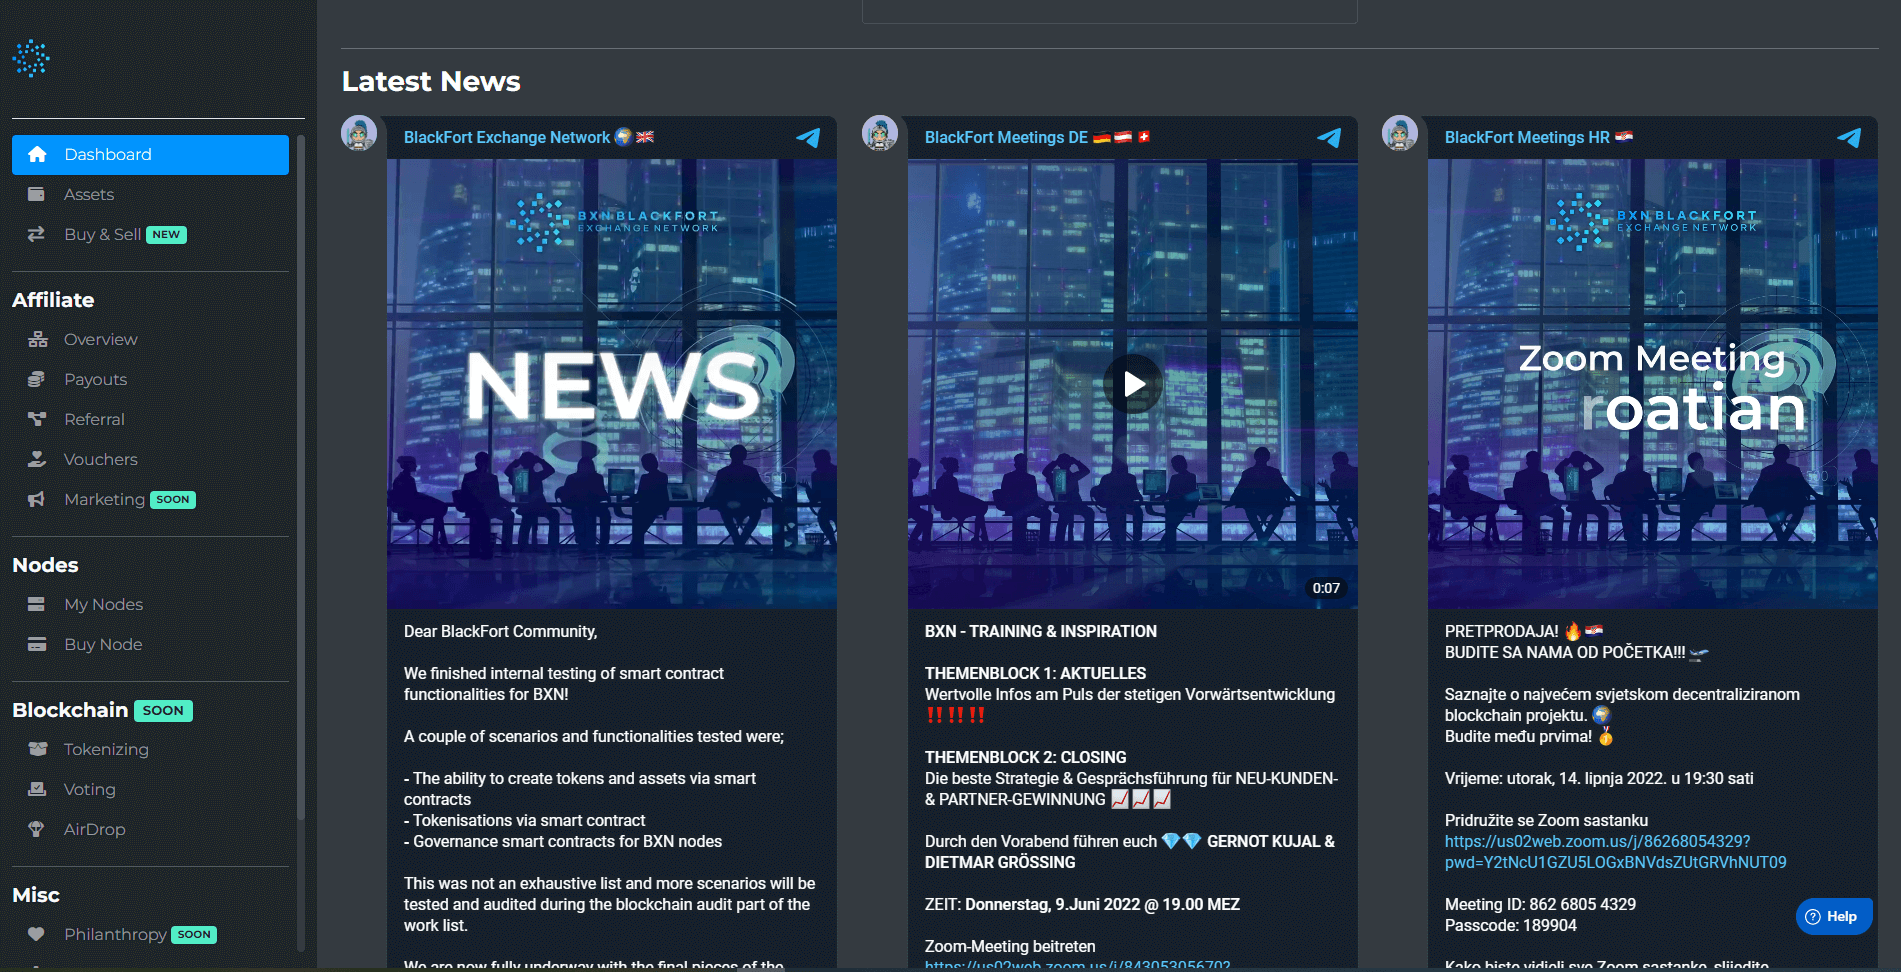 Dashboard
Assets
Buy & Sell NEW
Affiliate
Overview
Payouts
Referral
Vouchers
Marketing SOON
Nodes
My Nodes
Buy Node
Blockchain SOON
Tokenizing
Voting
AirDrop
Misc
Philanthropy SOON
Latest News
BlackFort Exchange Network 🌍🇬🇧
BXN BLACKFORT
EXCHANGE NETWORK
NEWS
Dear BlackFort Community,
We finished internal testing of smart contract
functionalities for BXN!
A couple of scenarios and functionalities tested were;
- The ability to create tokens and assets via smart
contracts
- Tokenisations via smart contract
- Governance smart contracts for BXN nodes
This was not an exhaustive list and more scenarios will be
tested and audited during the blockchain audit part of the
work list.
We are now fully underway with the final pieces of the
BlackFort Meetings DE 🇩🇪🇦🇹🇨🇭
0:07
BXN - TRAINING & INSPIRATION
THEMENBLOCK 1: AKTUELLES
Wertvolle Infos am Puls der stetigen Vorwärtsentwicklung
‼️‼️‼️
THEMENBLOCK 2: CLOSING
Die beste Strategie & Gesprächsführung für NEU-KUNDEN-
& PARTNER-GEWINNUNG 📈📈📈
Durch den Vorabend führen euch 💎💎 GERNOT KUJAL &
DIETMAR GRÖSSING
ZEIT: Donnerstag, 9.Juni 2022 @ 19.00 MEZ
Zoom-Meeting beitreten
https://us02web.zoom.us/j/84305305670?
BlackFort Meetings HR 🇭🇷
BXN BLACKFORT
EXCHANGE NETWORK
Zoom Meeting
roatian
PRETPRODAJA! 🔥🇭🇷
BUDITE SA NAMA OD POČETKA!!! 🛫
Saznajte o najvećem svjetskom decentraliziranom
blockchain projektu. 🌍
Budite među prvima! 🏅
Vrijeme: utorak, 14. lipnja 2022. u 19:30 sati
Pridružite se Zoom sastanku
https://us02web.zoom.us/j/86268054329?
pwd=Y2tNcU1GZU5LOGxBNVdsZUtGRVhNUT09
Meeting ID: 862 6805 4329
Passcode: 189904
Kako biste vidjeli sve Zoom sastanke, slijedite
Help